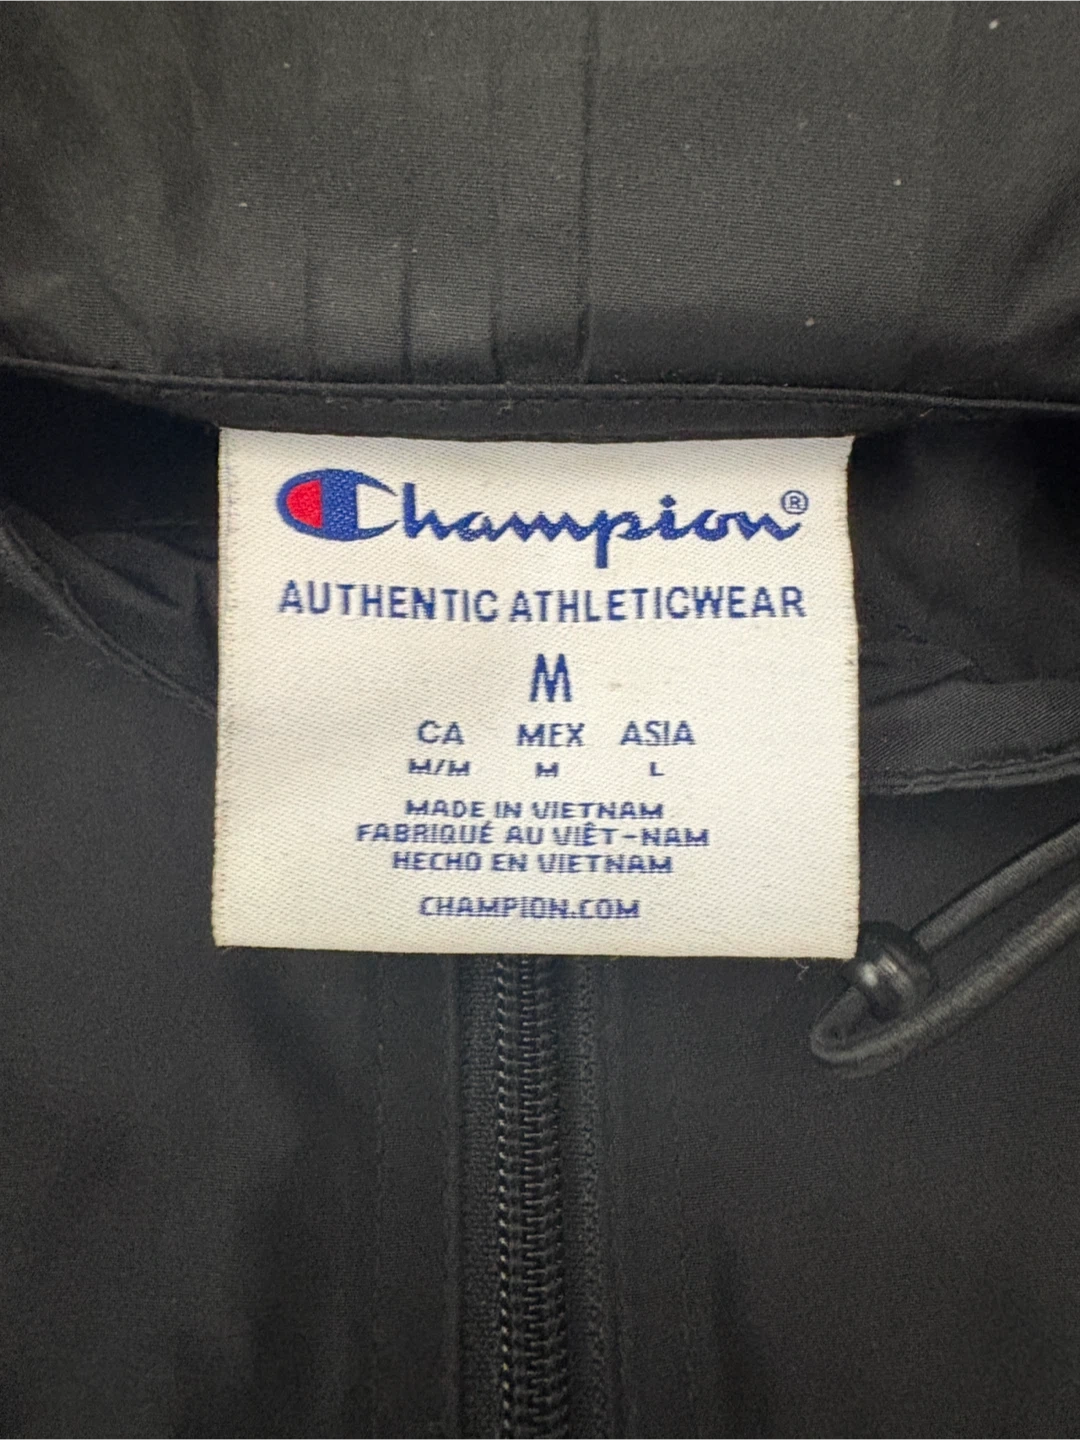 Champion®
AUTHENTIC ATHLETICWEAR
M
CA MEX ASIA
M/M M L
MADE IN VIETNAM
FABRIQUÉ AU VIÊT-NAM
HECHO EN VIETNAM
CHAMPION.COM